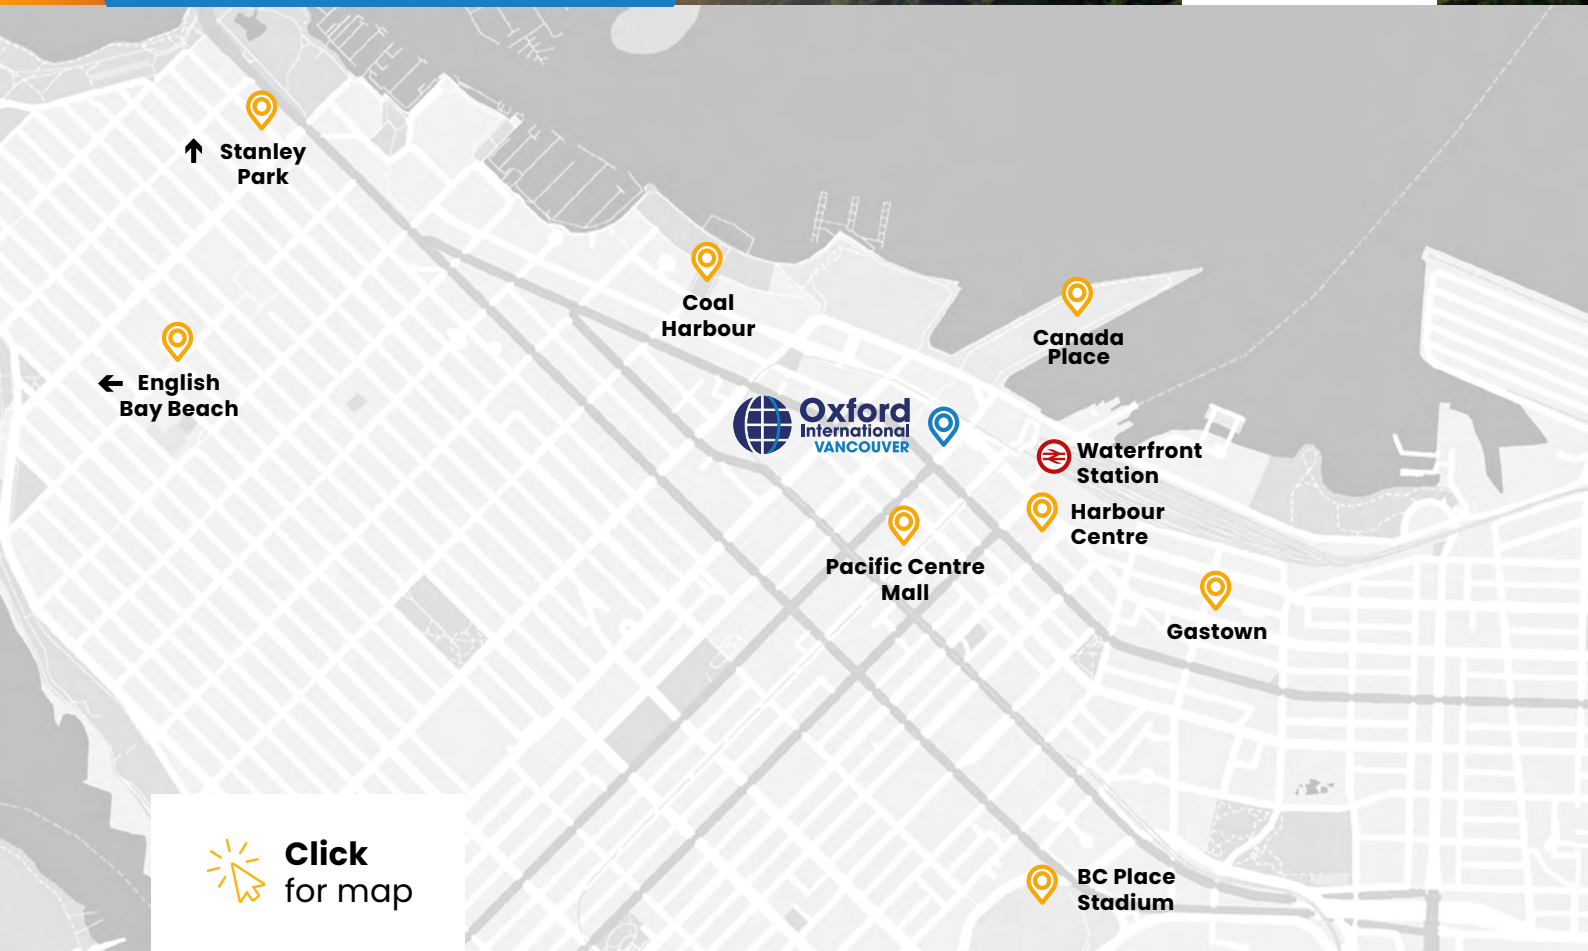 Stanley
Park
Coal
Harbour
Canada
Place
English
Bay Beach
Oxford
International
VANCOUVER
Waterfront
Station
Harbour
Centre
Pacific Centre
Mall
Gastown
Click
for map
BC Place
Stadium